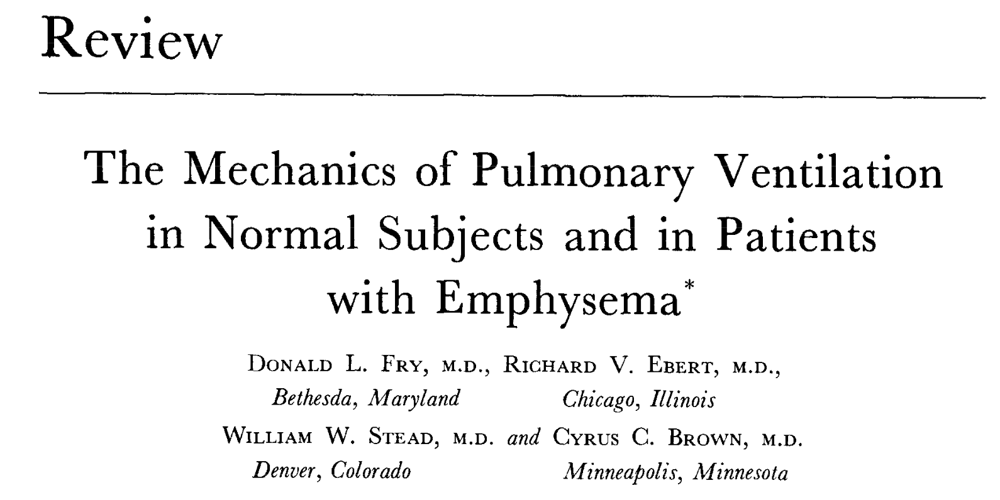 Review
The Mechanics of Pulmonary Ventilation
in Normal Subjects and in Patients
with Emphysema*
DONALD L. FRY, M.D., RICHARD V. EBERT, M.D.,
Bethesda, Maryland Chicago, Illinois
WILLIAM W. STEAD, M.D. and CYRUS C. BROWN, M.D.
Denver, Colorado Minneapolis, Minnesota